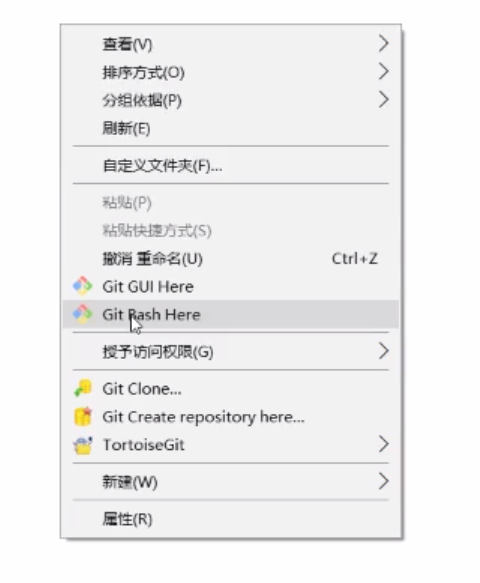 查看(V)
排序方式(O)
分组依据(P)
刷新(E)
自定义文件夹(F)...
粘贴(P)
粘贴快捷方式(S)
撤消 重命名(U) Ctrl+Z
Git GUI Here
Git Bash Here
授予访问权限(G)
Git Clone...
Git Create repository here...
TortoiseGit
新建(W)
属性(R)